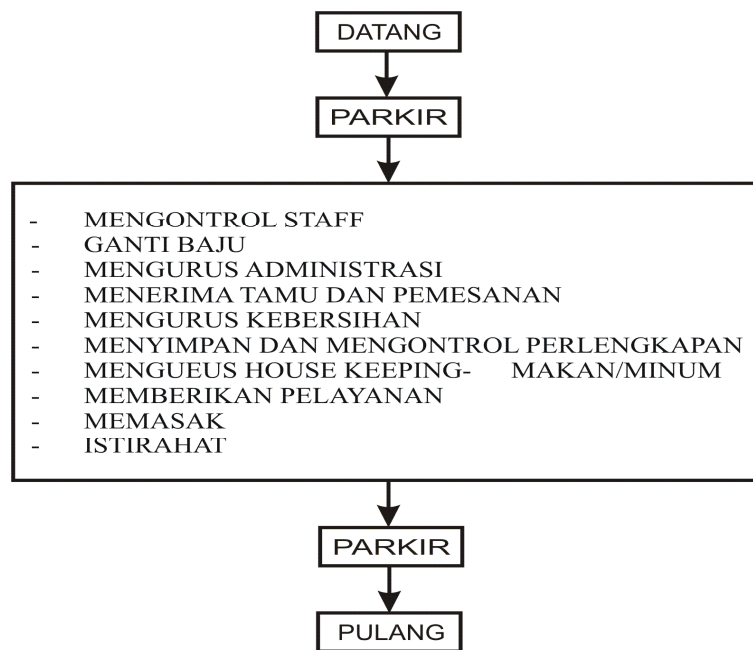 DATANG
PARKIR
- MENGONTROL STAFF
- GANTI BAJU
- MENGURUS ADMINISTRASI
- MENERIMA TAMU DAN PEMESANAN
- MENGURUS KEBERSIHAN
- MENYIMPAN DAN MENGONTROL PERLENGKAPAN
- MENGUEUS HOUSE KEEPING- MAKAN/MINUM
- MEMBERIKAN PELAYANAN
- MEMASAK
- ISTIRAHAT
PARKIR
PULANG